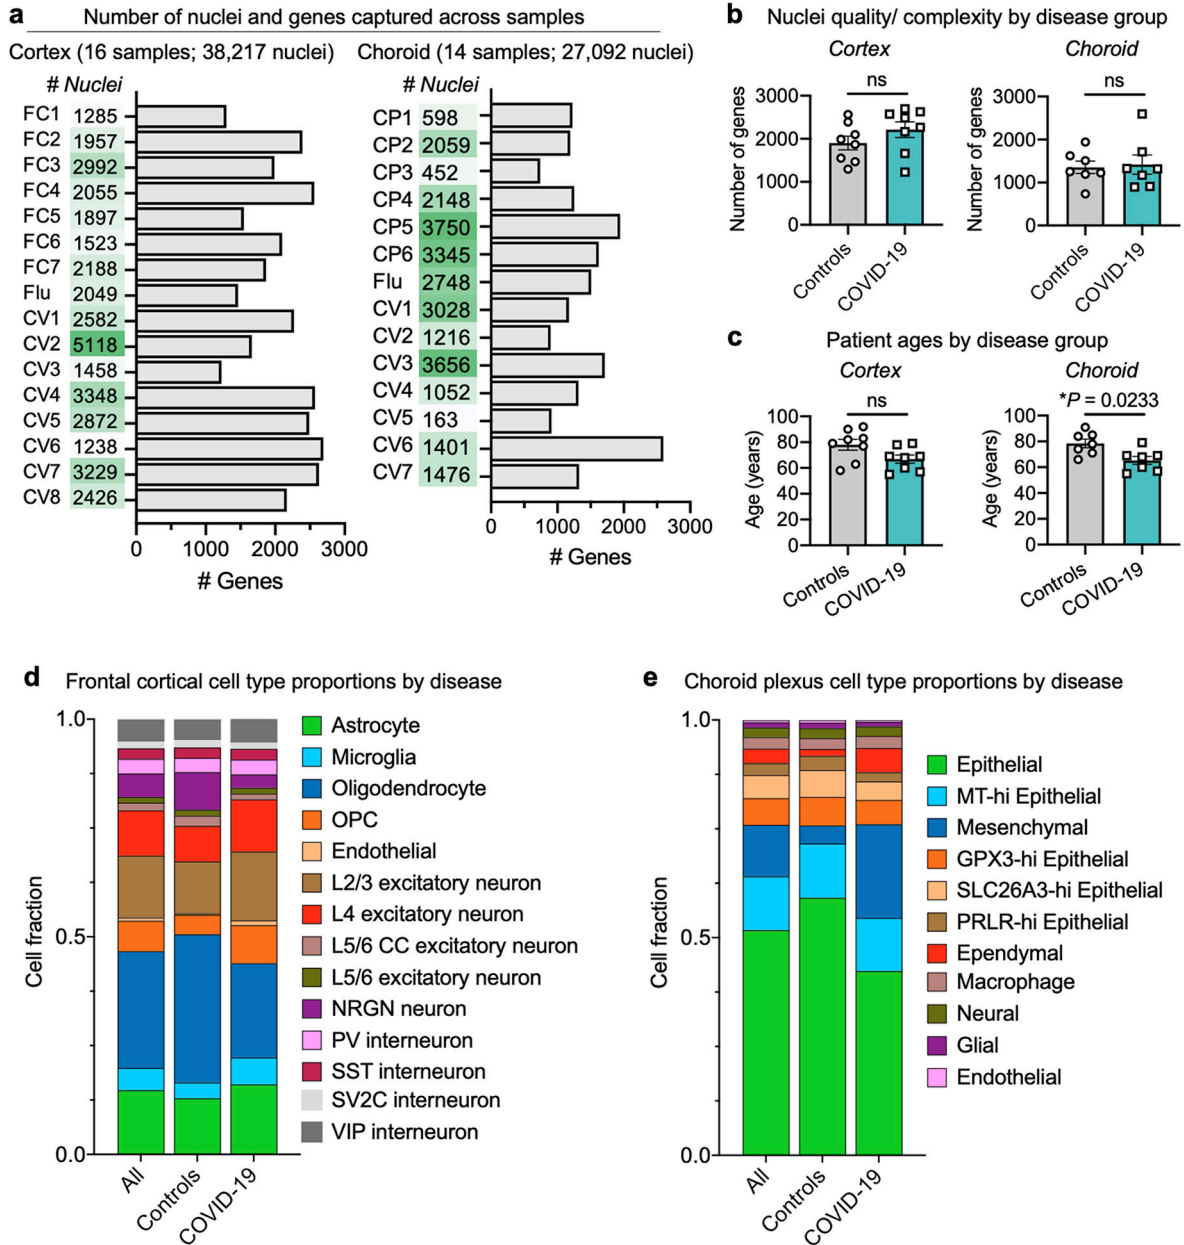 a Number of nuclei and genes captured across samples
Cortex (16 samples; 38,217 nuclei)
# Nuclei
FC1 1285
FC2 1957
FC3 2992
FC4 2055
FC5 1897
FC6 1523
FC7 2188
Flu 2049
CV1 2582
CV2 5118
CV3 1458
CV4 3348
CV5 2872
CV6 1238
CV7 3229
CV8 2426
0 1000 2000 3000
# Genes
Choroid (14 samples; 27,092 nuclei)
# Nuclei
CP1 598
CP2 2059
CP3 452
CP4 2148
CP5 3750
CP6 3345
Flu 2748
CV1 3028
CV2 1216
CV3 3656
CV4 1052
CV5 163
CV6 1401
CV7 1476
0 1000 2000 3000
# Genes
b Nuclei quality/ complexity by disease group
Cortex
ns
Number of genes
3000
2000
1000
0
Controls
COVID-19
Choroid
ns
Number of genes
3000
2000
1000
0
Controls
COVID-19
c Patient ages by disease group
Cortex
ns
Age (years)
100
80
60
40
20
0
Controls
COVID-19
Choroid
*P = 0.0233
Age (years)
100
80
60
40
20
0
Controls
COVID-19
d Frontal cortical cell type proportions by disease
Cell fraction
1.0
0.5
0.0
All
Controls
COVID-19
Astrocyte
Microglia
Oligodendrocyte
OPC
Endothelial
L2/3 excitatory neuron
L4 excitatory neuron
L5/6 CC excitatory neuron
L5/6 excitatory neuron
NRGN neuron
PV interneuron
SST interneuron
SV2C interneuron
VIP interneuron
e Choroid plexus cell type proportions by disease
Cell fraction
1.0
0.5
0.0
All
Controls
COVID-19
Epithelial
MT-hi Epithelial
Mesenchymal
GPX3-hi Epithelial
SLC26A3-hi Epithelial
PRLR-hi Epithelial
Ependymal
Macrophage
Neural
Glial
Endothelial